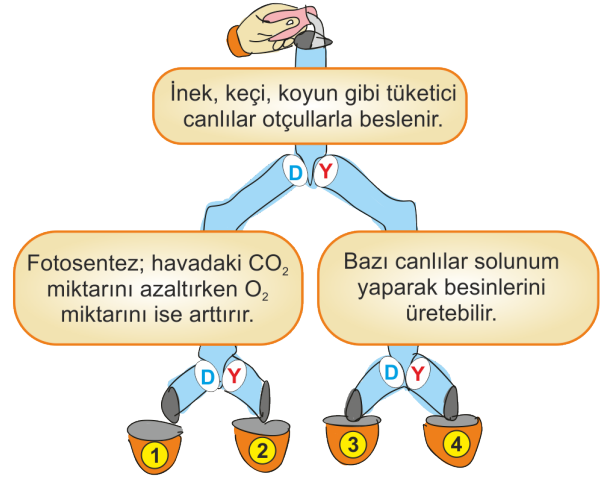 İnek, keçi, koyun gibi tüketici
canlılar otçullarla beslenir.
D Y
Fotosentez; havadaki CO₂
miktarını azaltırken O₂
miktarını ise arttırır.
Bazı canlılar solunum
yaparak besinlerini
üretebilir.
D Y
D Y
1
2
3
4